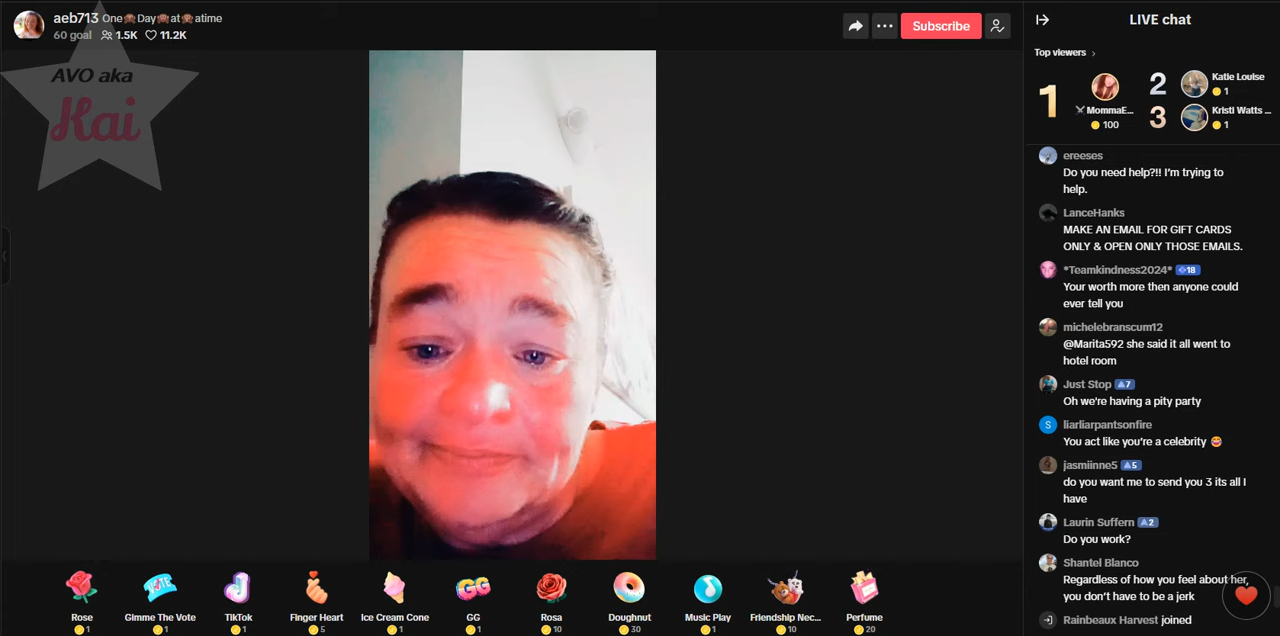 aeb713 One Day at atime
60 goal 1.5K 11.2K
Subscribe
AVO aka
Kai
LIVE chat
Top viewers
1
MommaE...
100
2
Katie Louise
1
3
Kristi Watts ...
1
ereeses
Do you need help?!! I'm trying to
help.
LanceHanks
MAKE AN EMAIL FOR GIFT CARDS
ONLY & OPEN ONLY THOSE EMAILS.
*Teamkindness2024* 18
Your worth more then anyone could
ever tell you
michelebranscum12
@Marita592 she said it all went to
hotel room
Just Stop 7
Oh we're having a pity party
S
liarliarpantsonfire
You act like you're a celebrity
jasmiinne5 5
do you want me to send you 3 its all I
have
Laurin Suffern 2
Do you work?
Shantel Blanco
Regardless of how you feel about her,
you don't have to be a jerk
Rainbeaux Harvest joined
GG
Rose
1
GImme The Vote
1
TikTok
1
Finger Heart
5
Ice Cream Cone
1
GG
1
Rosa
10
Doughnut
30
Music Play
1
Friendship Nec...
10
Perfume
20